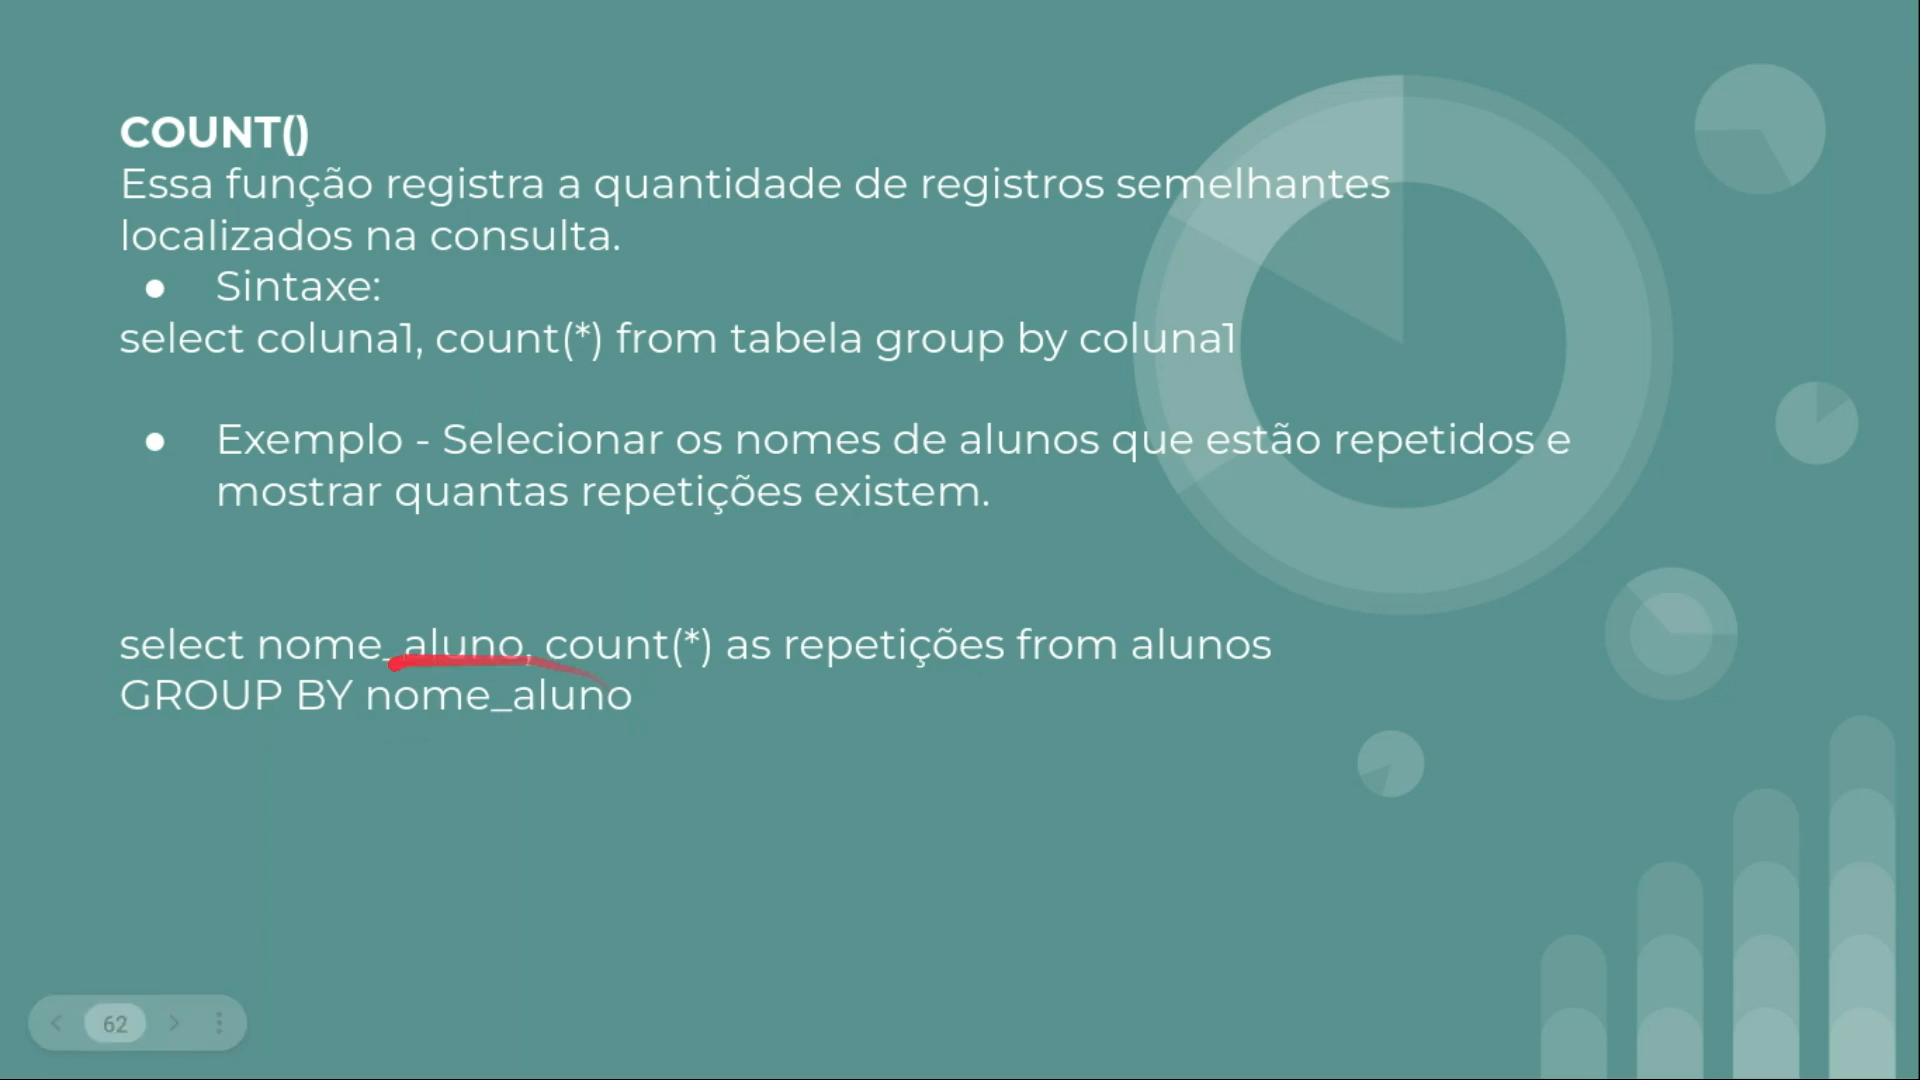 COUNT()
Essa função registra a quantidade de registros semelhantes
localizados na consulta.
● Sintaxe:
select coluna1, count(*) from tabela group by coluna1
● Exemplo - Selecionar os nomes de alunos que estão repetidos e
mostrar quantas repetições existem.
select nome_aluno, count(*) as repetições from alunos
GROUP BY nome_aluno
62